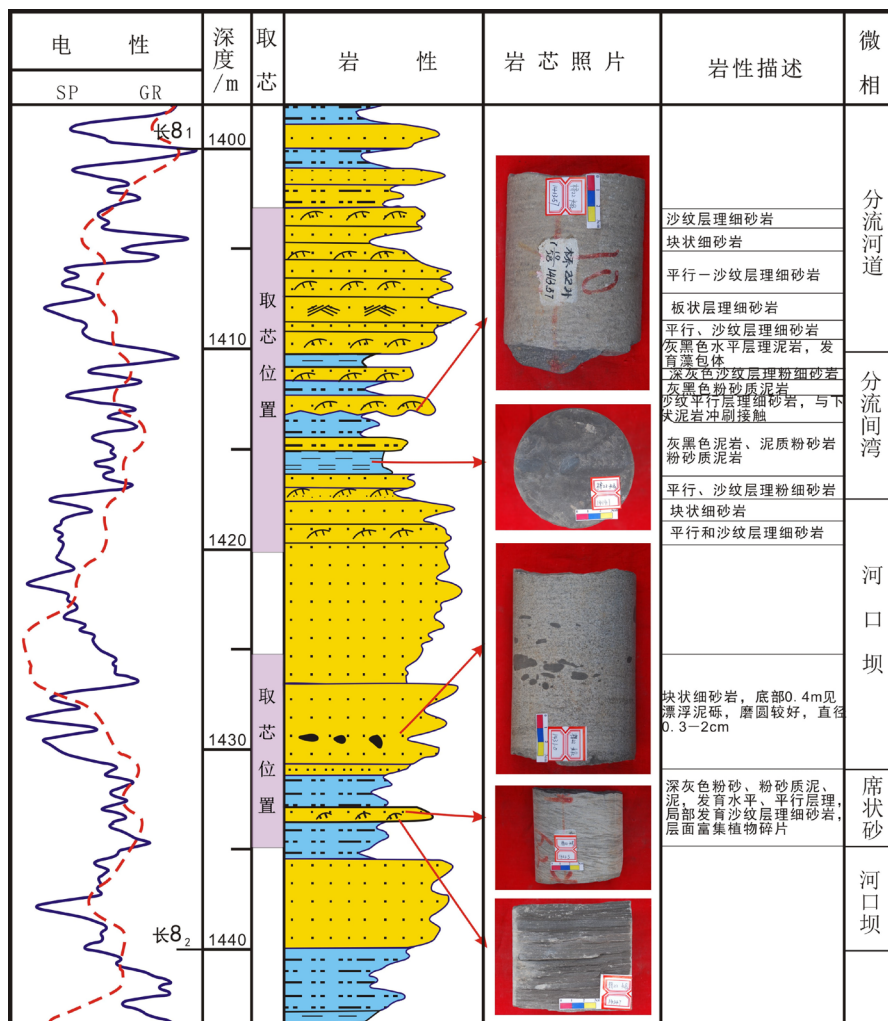 电 性
SP GR
深度/m
取芯
岩 性
岩芯照片
岩性描述
微相
长8₁
1400
1410
1420
1430
长8₂
1440
取芯位置
取芯位置
10
沙纹层理细砂岩
块状细砂岩
平行一沙纹层理细砂岩
板状层理细砂岩
平行、沙纹层理细砂岩
灰黑色水平层理泥岩，发
育藻包体
深灰色沙纹层理粉细砂岩
灰黑色粉砂质泥岩
沙纹平行层理细砂岩，与下
伏泥岩冲刷接触
灰黑色泥岩、泥质粉砂岩
粉砂质泥岩
平行、沙纹层理粉细砂岩
块状细砂岩
平行和沙纹层理细砂岩
块状细砂岩，底部0.4m见
漂浮泥砾，磨圆较好，直径
0.3－2cm
深灰色粉砂、粉砂质泥、
泥，发育水平、平行层理，
局部发育沙纹层理细砂岩，
层面富集植物碎片
分流河道
分流间湾
河口坝
席状砂
河口坝